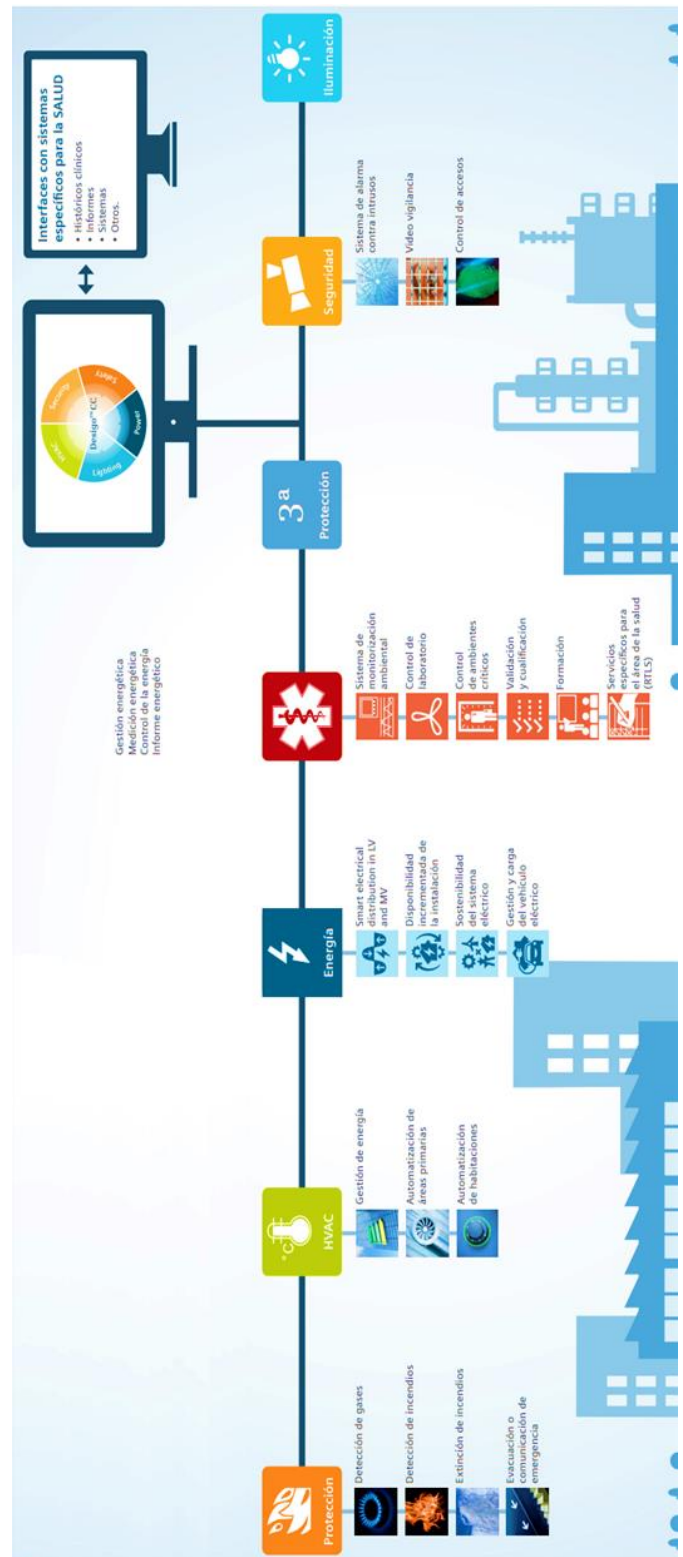 Gestión energética
Medición energética
Control de la energía
Informe energético
HVAC
Security
Safety
Power
Lighting
Desigo™ CC
Interfaces con sistemas
específicos para la SALUD
• Históricos clínicos
• Informes
• Sistemas
• Otros.
Protección
Detección de gases
Detección de incendios
Extinción de incendios
Evacuación o
comunicación de
emergencia
°C
HVAC
Gestión de energía
Automatización de
áreas primarias
Automatización
de habitaciones
Energía
Smart electrical
distribution in LV
and MV
Disponibilidad
incrementada de
la instalación
Sostenibilidad
del sistema
eléctrico
Gestión y carga
del vehículo
eléctrico
Sistema de
monitorización
ambiental
Control de
laboratorio
Control
de ambientes
críticos
Validación
y cualificación
Formación
Servicios
específicos para
el área de la salud
(RTLS)
3ª
Protección
Seguridad
Sistema de alarma
contra intrusos
Video vigilancia
Control de accesos
Iluminación